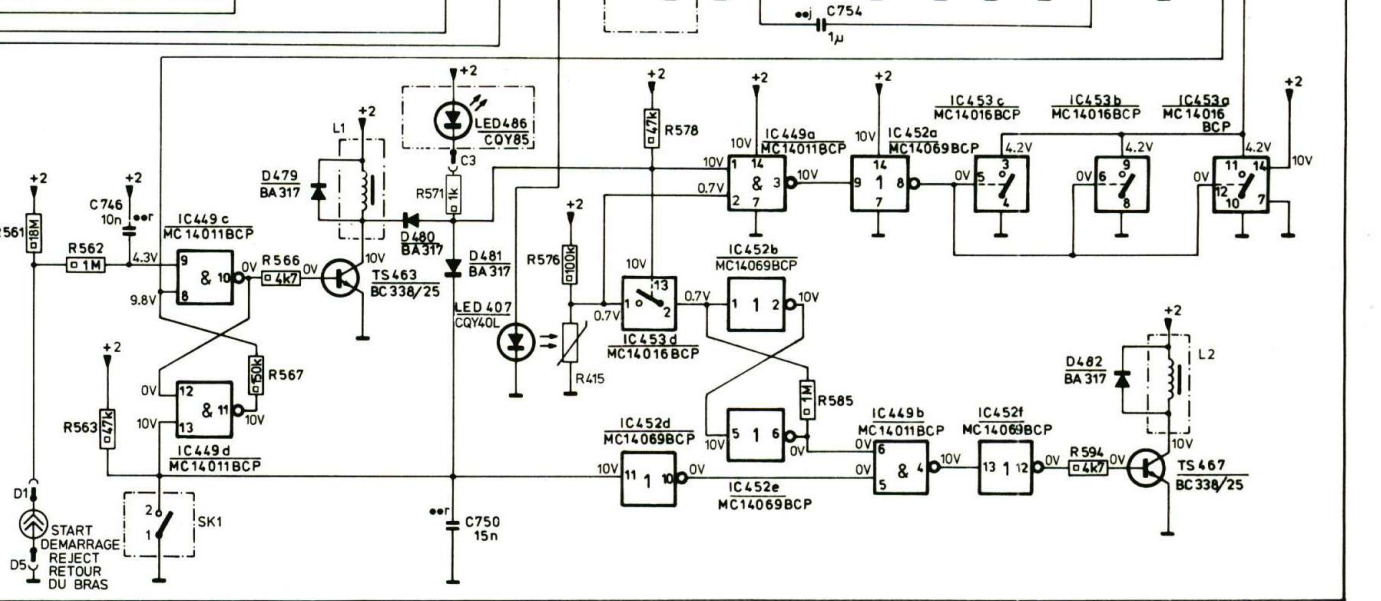 C754
1µ
+2
+2
LED486
CQY85
C3
R571
1k
+2
L1
D479
BA317
D480
BA317
D481
BA317
+2
47k
R578
10V
+2
10V
IC449a
MC14011BCP
10V
1 14
& 3
2
7
0.7V
10V
+2
10V
IC452a
MC14069BCP
14
9 1 8
7
0V
IC453c
MC14016BCP
4.2V
3
5
4
IC453b
MC14016BCP
4.2V
0V
9
6
8
IC453a
MC14016
BCP
4.2V
0V
11 14
12
10 7
+2
10V
+2
18M
R562
1M
+2
C746
10n
4.3V
9.8V
IC449c
MC14011BCP
9
& 10
8
0V
R566
4k7
0V
10V
TS463
BC338/25
+2
R576
100k
LED407
CQY40L
R415
0.7V
13
1
2
IC453d
MC14016BCP
0.7V
IC452b
MC14069BCP
1 1 2
10V
1M
R585
+2
R563
47k
150k
R567
0V
10V
12
& 11
13
10V
IC449d
MC14011BCP
IC452d
MC14069BCP
10V
11
1 10
0V
10V
5 1 6
0V
IC452e
MC14069BCP
IC449b
MC14011BCP
0V
0V
6
& 4
5
10V
IC452f
MC14069BCP
13 1 12
0V
R594
4k7
0V
10V
TS467
BC338/25
+2
D482
BA317
L2
D1
D5
START
DEMARRAGE
REJECT
RETOUR
DU BRAS
2
1
SK1
C750
15n